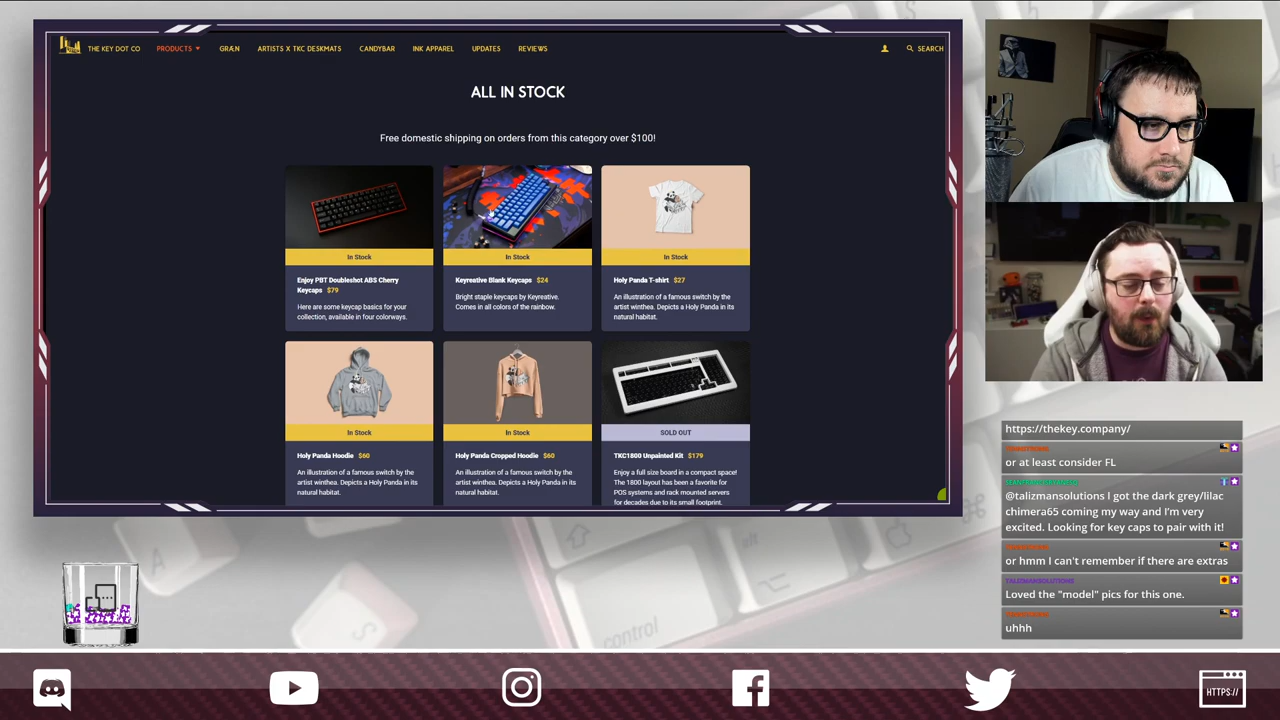 THE KEY DOT CO
PRODUCTS
GRÆN
ARTISTS X TKC DESKMATS
CANDYBAR
INK APPAREL
UPDATES
REVIEWS
SEARCH
ALL IN STOCK
Free domestic shipping on orders from this category over $100!
In Stock
In Stock
In Stock
Enjoy PBT Doubleshot ABS Cherry
Keycaps $79
Here are some keycap basics for your
collection, available in four colorways.
Keyreative Blank Keycaps $24
Bright staple keycaps by Keyreative.
Comes in all colors of the rainbow.
Holy Panda T-shirt $27
An illustration of a famous switch by the
artist winthea. Depicts a Holy Panda in its
natural habitat.
In Stock
In Stock
SOLD OUT
Holy Panda Hoodie $60
An illustration of a famous switch by the
artist winthea. Depicts a Holy Panda in its
natural habitat.
Holy Panda Cropped Hoodie $60
An illustration of a famous switch by the
artist winthea. Depicts a Holy Panda in its
natural habitat.
TKC1800 Unpainted Kit $179
Enjoy a full size board in a compact space!
The 1800 layout has been a favorite for
POS systems and rack mounted servers
for decades due to its small footprint.
https://thekey.company/
or at least consider FL
@talizmansolutions I got the dark grey/lilac
chimera65 coming my way and I'm very
excited. Looking for key caps to pair with it!
or hmm I can't remember if there are extras
TALIZMANSOLUTIONS
Loved the "model" pics for this one.
uhhh
alt
control
HTTPS://